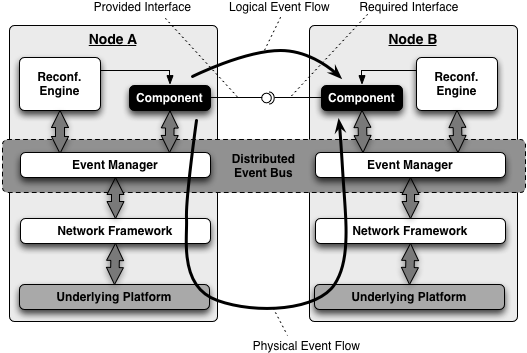 Provided Interface
Logical Event Flow
Required Interface
Node A
Node B
Reconf.
Engine
Component
Component
Reconf.
Engine
Event Manager
Distributed
Event Bus
Event Manager
Network Framework
Network Framework
Underlying Platform
Underlying Platform
Physical Event Flow